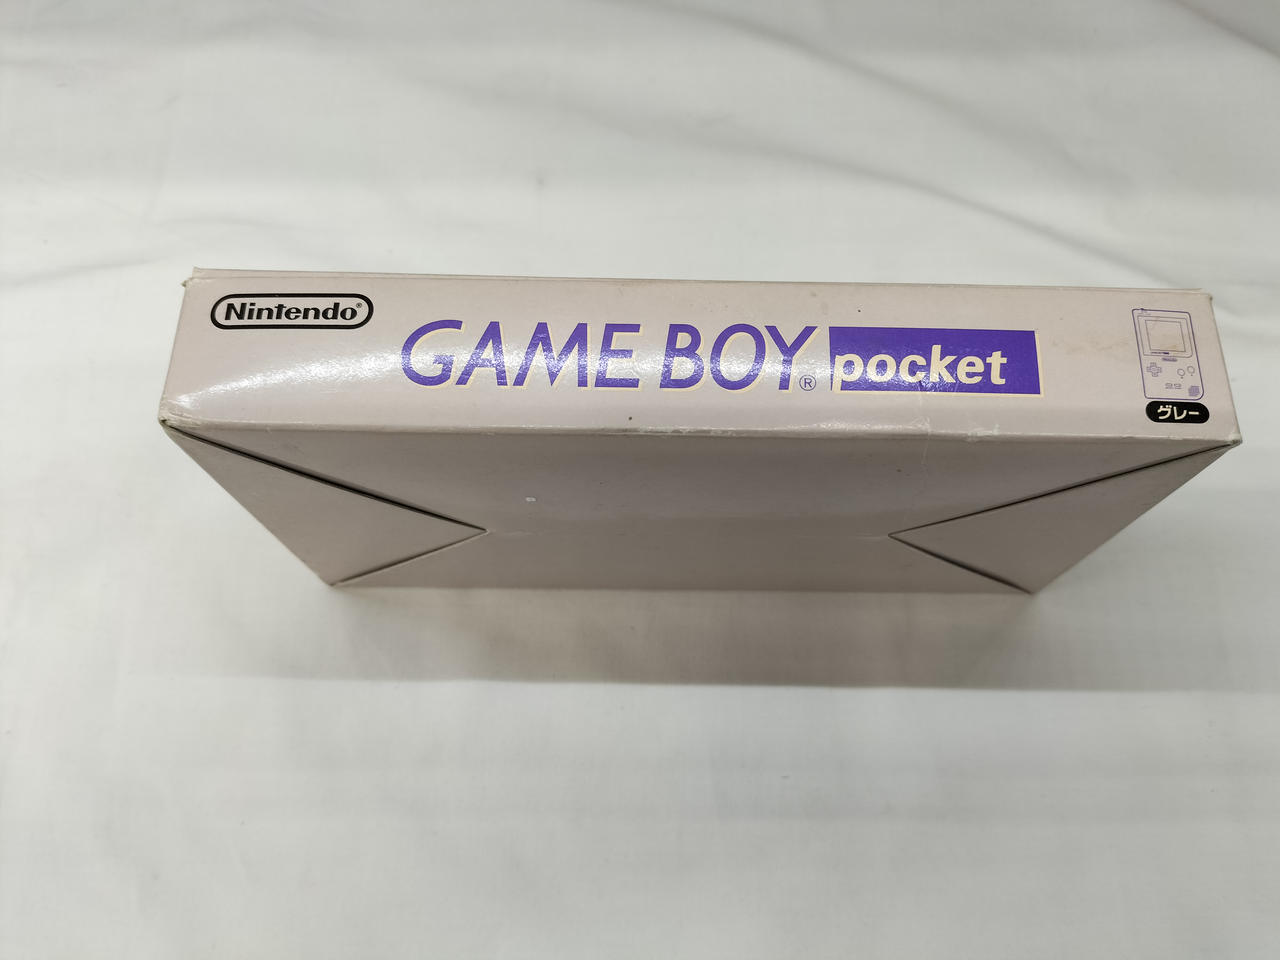 Nintendo®
GAME BOY® pocket
グレー